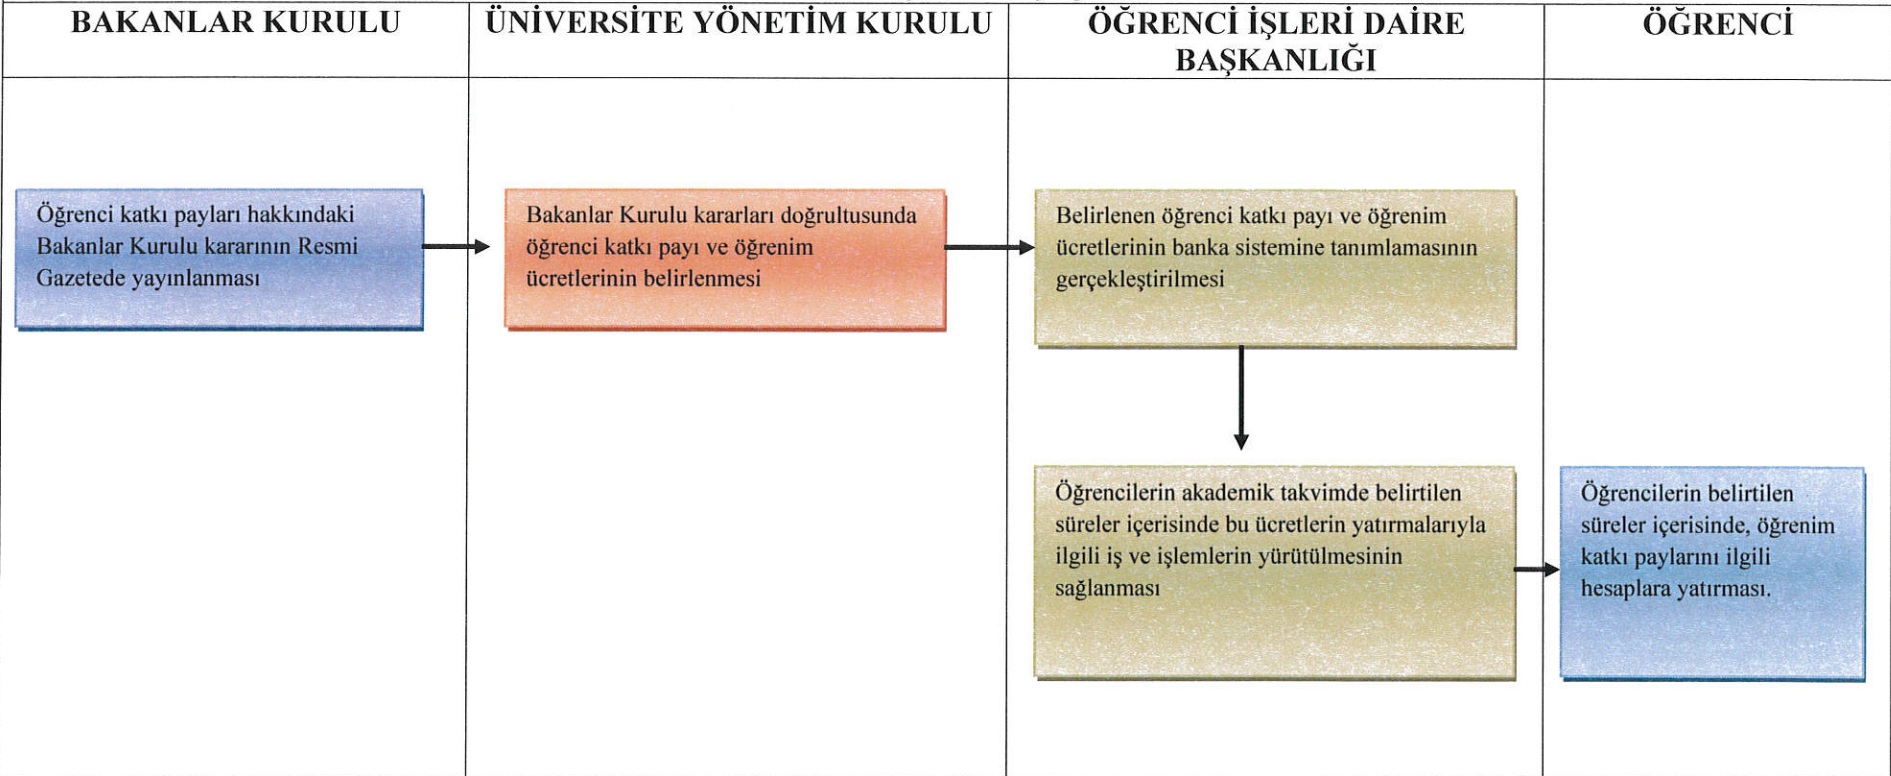 BAKANLAR KURULU
ÜNİVERSİTE YÖNETİM KURULU
ÖĞRENCİ İŞLERİ DAİRE
BAŞKANLIĞI
ÖĞRENCİ
Öğrenci katkı payları hakkındaki
Bakanlar Kurulu kararının Resmi
Gazetede yayınlanması
Bakanlar Kurulu kararları doğrultusunda
öğrenci katkı payı ve öğrenim
ücretlerinin belirlenmesi
Belirlenen öğrenci katkı payı ve öğrenim
ücretlerinin banka sistemine tanımlamasının
gerçekleştirilmesi
Öğrencilerin akademik takvimde belirtilen
süreler içerisinde bu ücretlerin yatırmalarıyla
ilgili iş ve işlemlerin yürütülmesinin
sağlanması
Öğrencilerin belirtilen
süreler içerisinde, öğrenim
katkı paylarını ilgili
hesaplara yatırması.